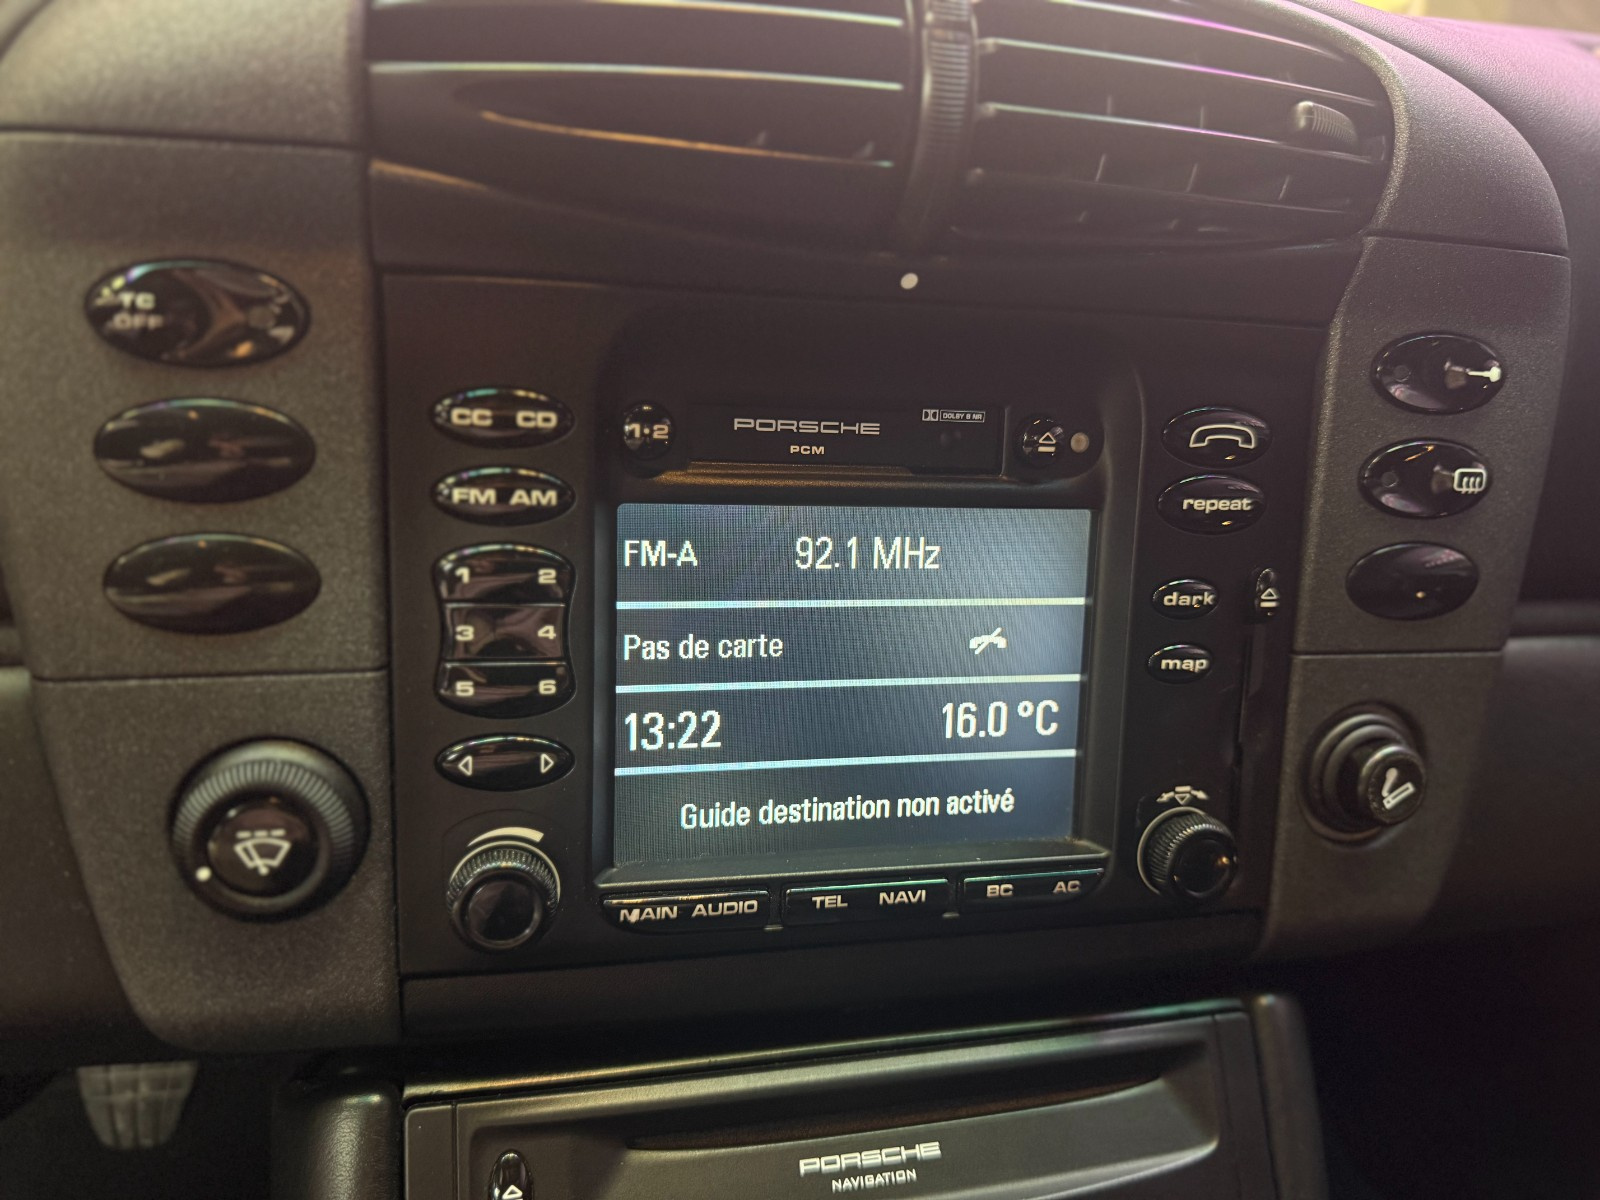 TC
OFF
CC CD
FM AM
1 2
3 4
5 6
1·2
PORSCHE
PCM
DOLBY B NR
FM-A 92.1 MHz
Pas de carte
13:22 16.0 °C
Guide destination non activé
MAIN AUDIO
TEL NAVI
BC AC
repeat
dark
map
PORSCHE
NAVIGATION